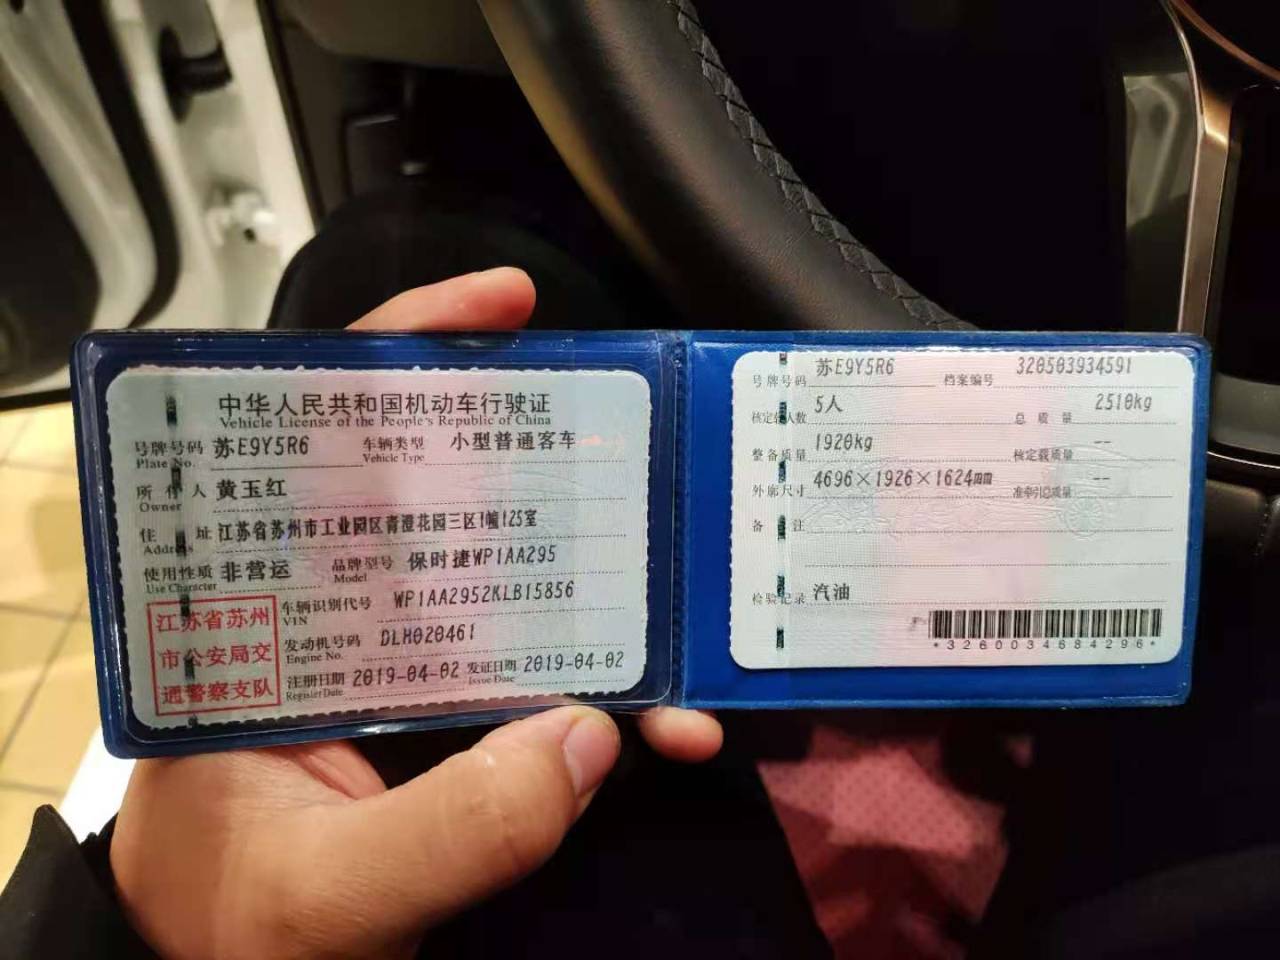 中华人民共和国机动车行驶证
Vehicle License of the People's Republic of China
号牌号码 苏E9Y5R6 车辆类型 小型普通客车
Plate No. Vehicle Type
所有人 黄玉红
Owner
住址 江苏省苏州市工业园区青澄花园三区1幢125室
Address
使用性质 非营运 品牌型号 保时捷WP1AA295
Use Character Model
江苏省苏州
市公安局交
通警察支队
车辆识别代号 WP1AA2952KLB15856
VIN
发动机号码 DLH020461
Engine No.
注册日期 2019-04-02 发证日期 2019-04-02
Register Date Issue Date
号牌号码 苏E9Y5R6 档案编号 320503934591
核定载人数 5人 总质量 2510kg
整备质量 1920kg 核定载质量 --
外廓尺寸 4696×1926×1624mm 准牵引总质量 --
备注
检验记录 汽油
*3260034684296*